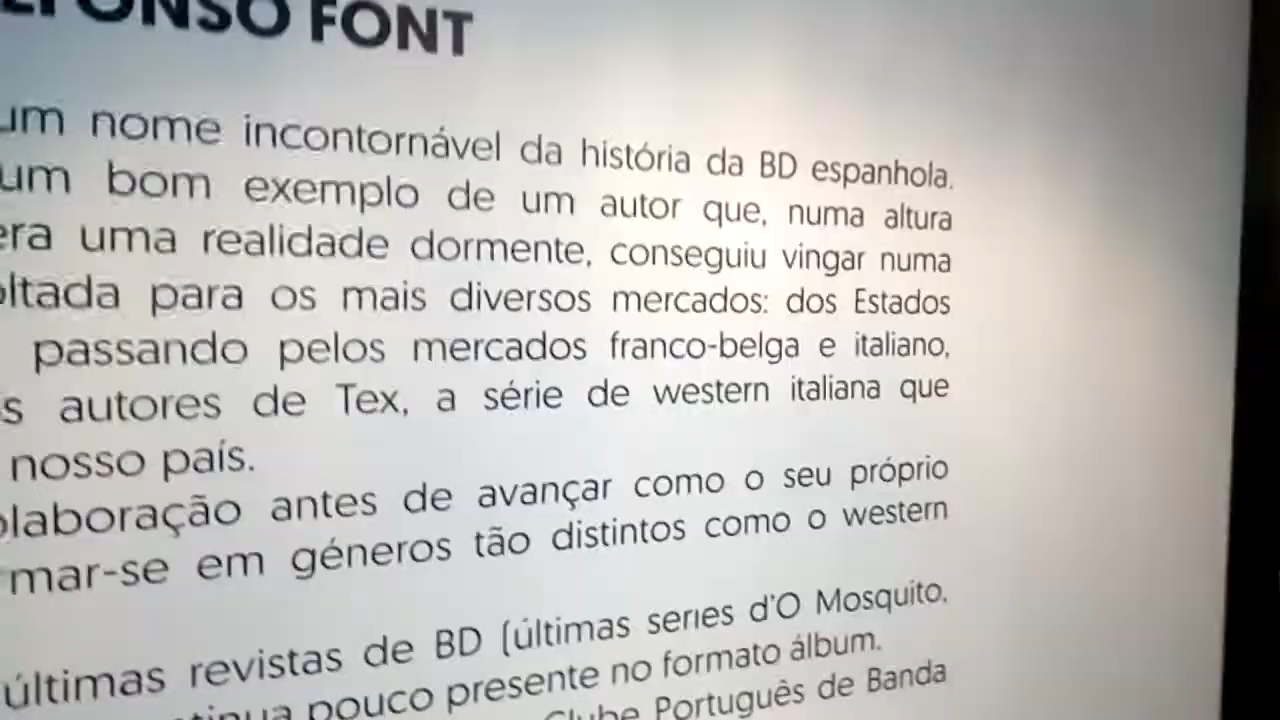 FONSO FONT
um nome incontornável da história da BD espanhola.
um bom exemplo de um autor que, numa altura
era uma realidade dormente, conseguiu vingar numa
oltada para os mais diversos mercados: dos Estados
passando pelos mercados franco-belga e italiano,
s autores de Tex, a série de western italiana que
nosso país.
olaboração antes de avançar como o seu próprio
mar-se em géneros tão distintos como o western
últimas revistas de BD (últimas series d'O Mosquito,
tinua pouco presente no formato álbum.
Clube Português de Banda